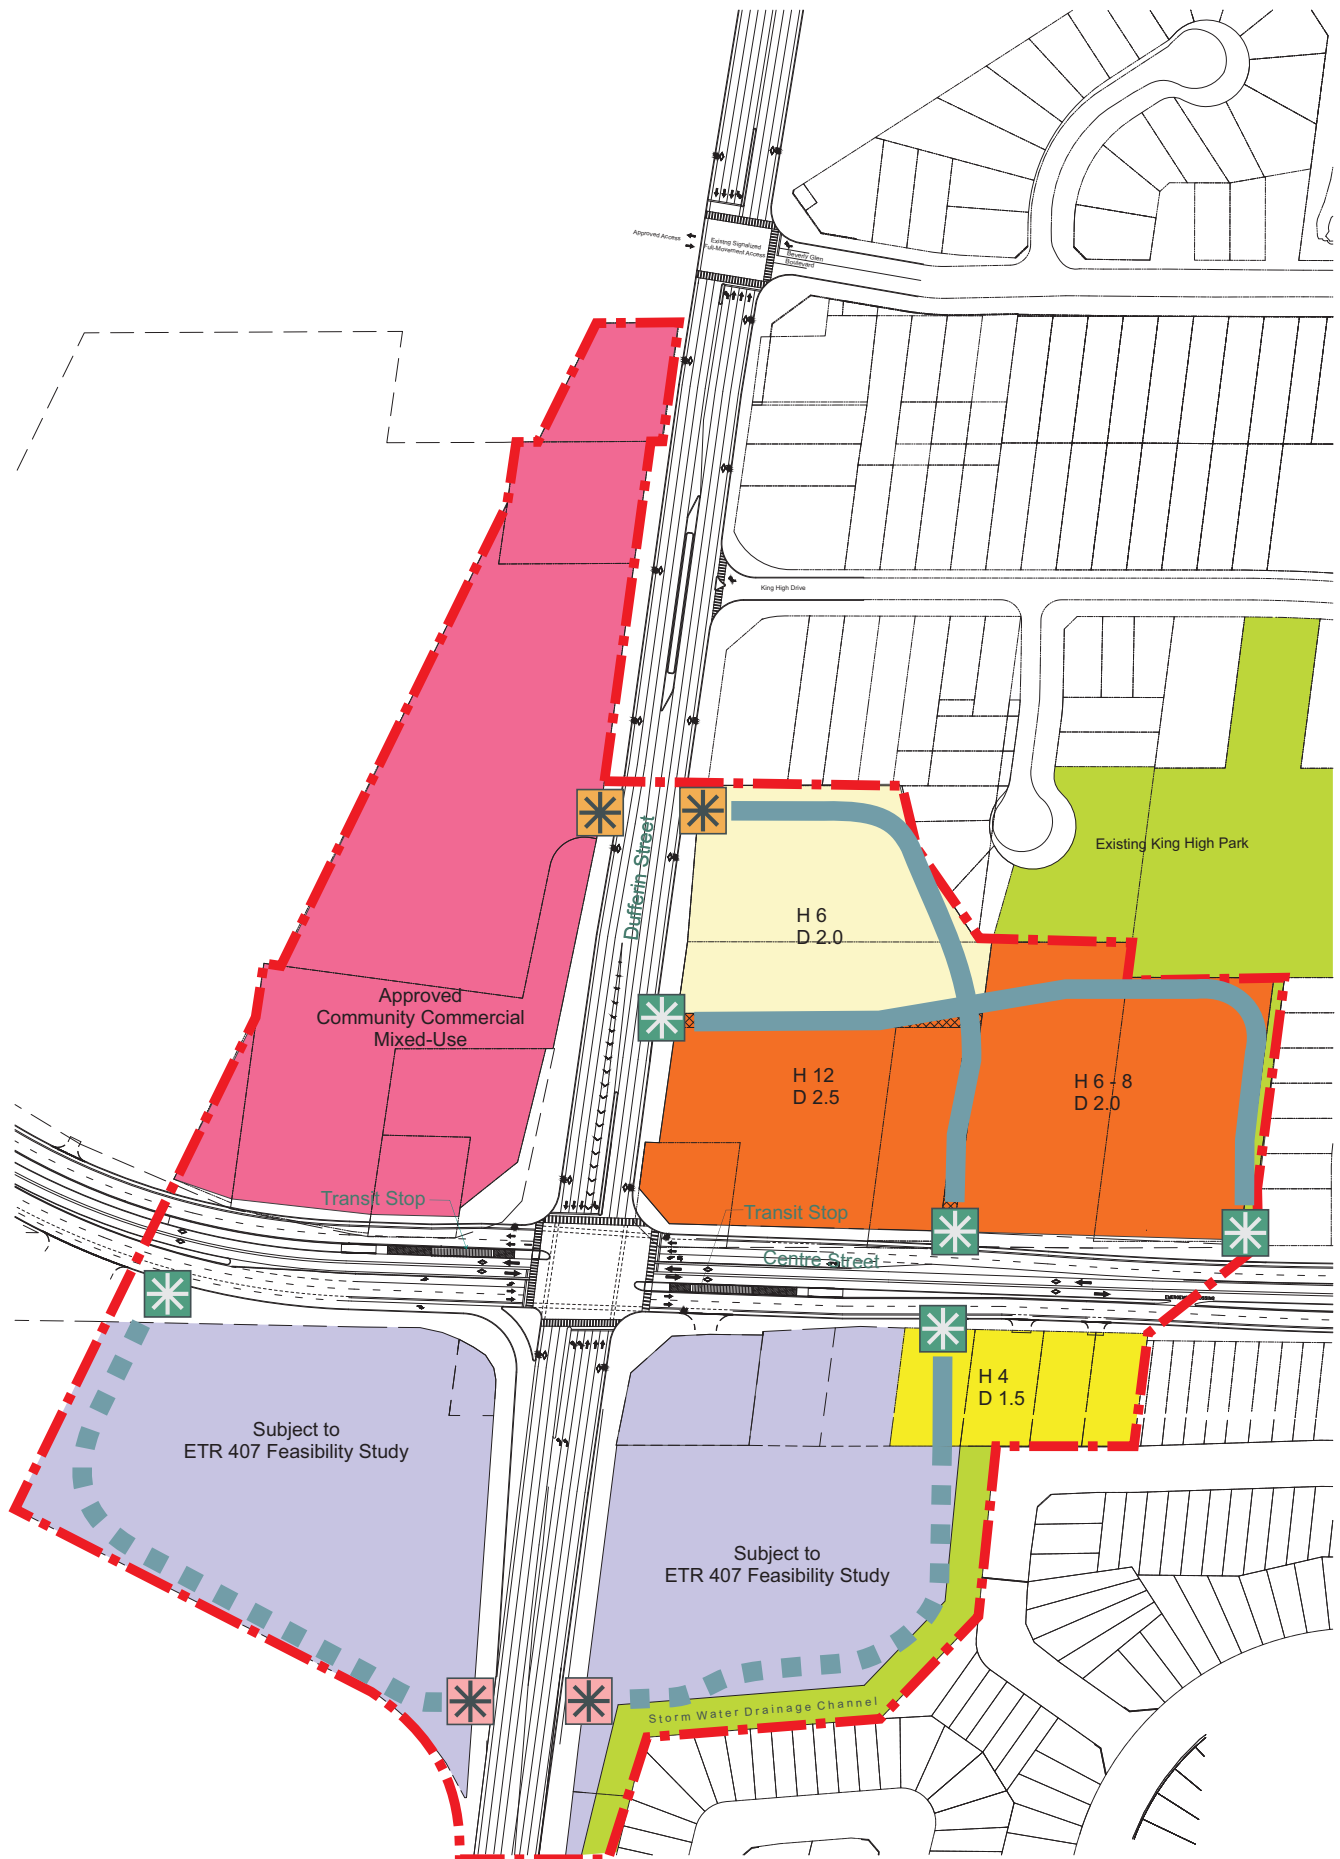 Approved Access
Existing Signalized
Full-Movement Access
Beverly Glen
Boulevard
King High Drive
Dufferin Street
Existing King High Park
H 6
D 2.0
Approved
Community Commercial
Mixed-Use
H 12
D 2.5
H 6 - 8
D 2.0
Transit Stop
Transit Stop
Centre Street
H 4
D 1.5
Subject to
ETR 407 Feasibility Study
Subject to
ETR 407 Feasibility Study
Storm Water Drainage Channel